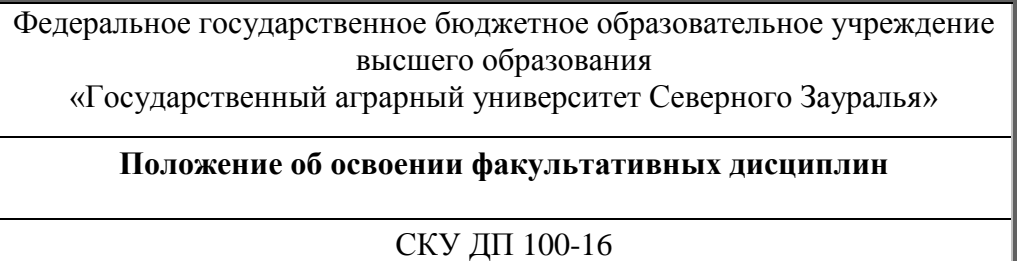 Федеральное государственное бюджетное образовательное учреждение
высшего образования
«Государственный аграрный университет Северного Зауралья»
Положение об освоении факультативных дисциплин
СКУ ДП 100-16